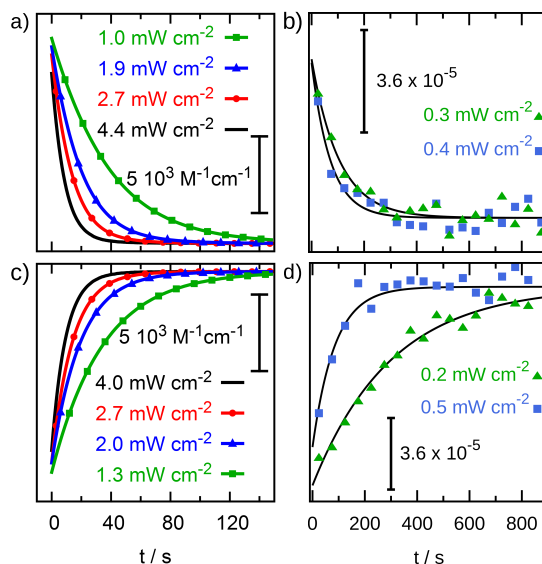 a)
1.0 mW cm-2
1.9 mW cm-2
2.7 mW cm-2
4.4 mW cm-2
5 10³ M⁻¹cm⁻¹
b)
3.6 x 10⁻⁵
0.3 mW cm⁻²
0.4 mW cm⁻²
c)
5 10³ M⁻¹cm⁻¹
4.0 mW cm⁻²
2.7 mW cm⁻²
2.0 mW cm⁻²
1.3 mW cm⁻²
0 40 80 120
t / s
d)
0.2 mW cm⁻²
0.5 mW cm⁻²
3.6 x 10⁻⁵
0 200 400 600 800
t / s